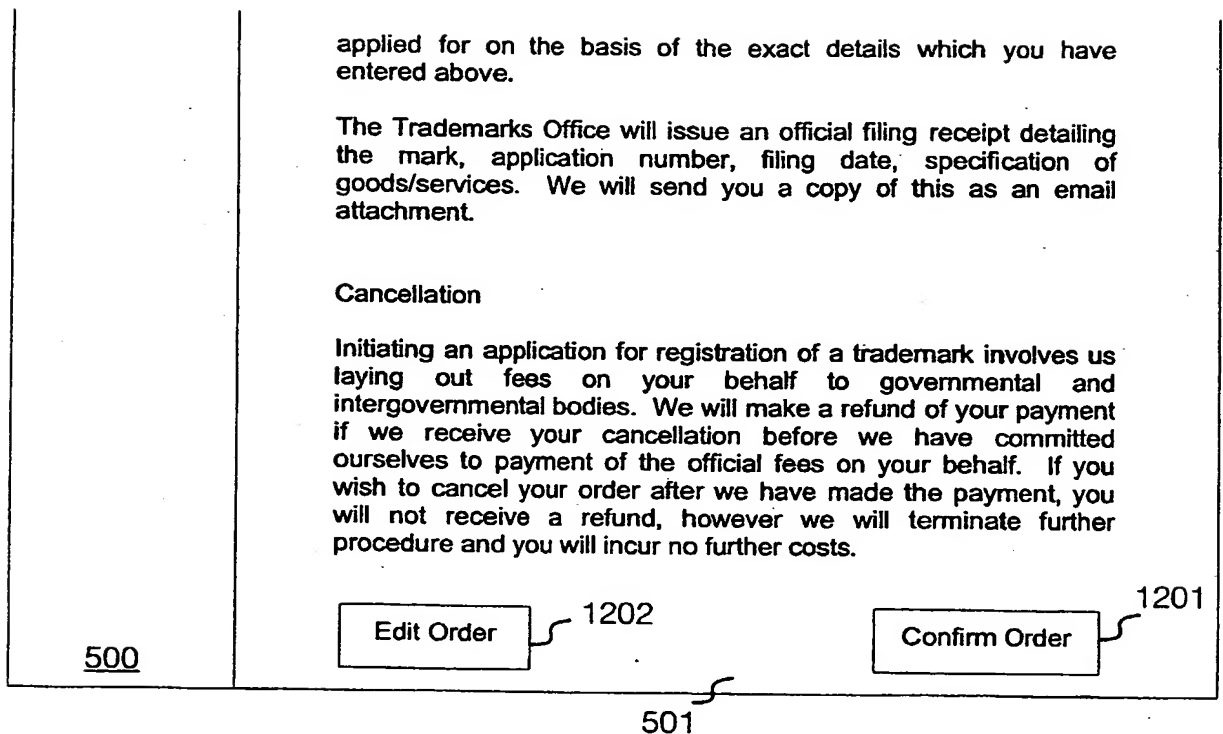 applied for on the basis of the exact details which you have
entered above.
The Trademarks Office will issue an official filing receipt detailing
the mark, application number, filing date, specification of
goods/services. We will send you a copy of this as an email
attachment.
Cancellation
Initiating an application for registration of a trademark involves us
laying out fees on your behalf to governmental and
intergovernmental bodies. We will make a refund of your payment
if we receive your cancellation before we have committed
ourselves to payment of the official fees on your behalf. If you
wish to cancel your order after we have made the payment, you
will not receive a refund, however we will terminate further
procedure and you will incur no further costs.
Edit Order 1202
Confirm Order 1201
500
501